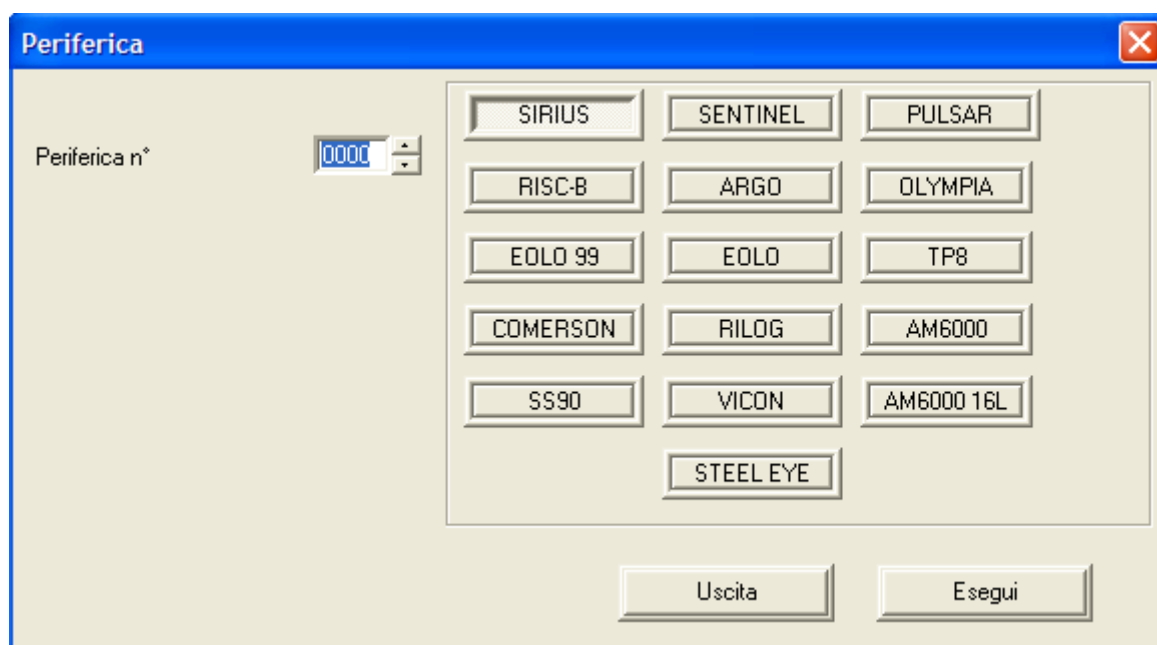 Periferica
SIRIUS SENTINEL PULSAR
Periferica n° 0000
RISC-B ARGO OLYMPIA
EOLO 99 EOLO TP8
COMERSON RILOG AM6000
SS90 VICON AM6000 16L
STEEL EYE
Uscita Esegui